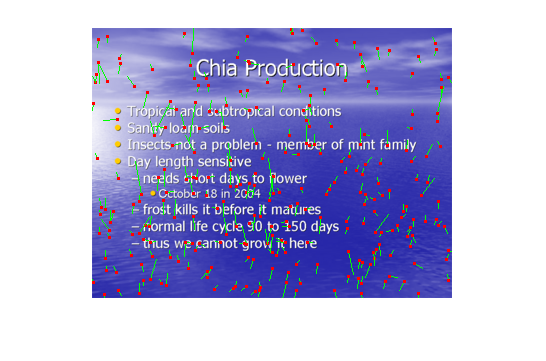 Chia Production
Tropical and subtropical conditions
Sandy loam soils
Insects not a problem - member of mint family
Day length sensitive
– needs short days to flower
October 18 in 2004
– frost kills it before it matures
– normal life cycle 90 to 150 days
– thus we cannot grow it here